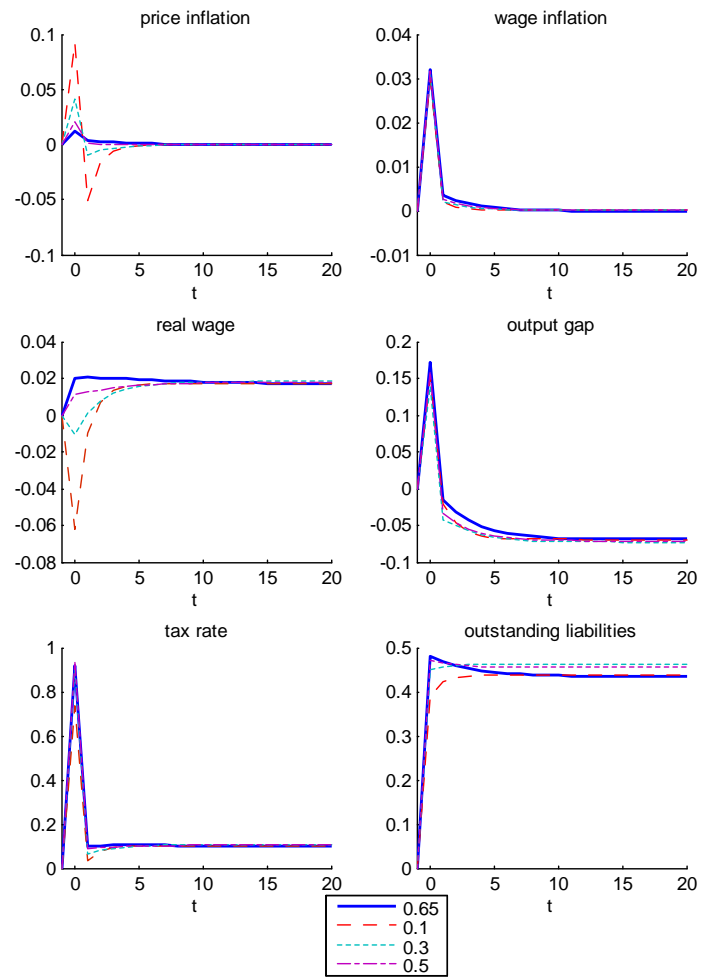 price inflation
0.1
0.05
0
-0.05
-0.1
0 5 10 15 20
t
wage inflation
0.04
0.03
0.02
0.01
0
-0.01
0 5 10 15 20
t
real wage
0.04
0.02
0
-0.02
-0.04
-0.06
-0.08
0 5 10 15 20
t
output gap
0.2
0.15
0.1
0.05
0
-0.05
-0.1
0 5 10 15 20
t
tax rate
1
0.8
0.6
0.4
0.2
0
0 5 10 15 20
t
outstanding liabilities
0.5
0.4
0.3
0.2
0.1
0
0 5 10 15 20
t
0.65
0.1
0.3
0.5